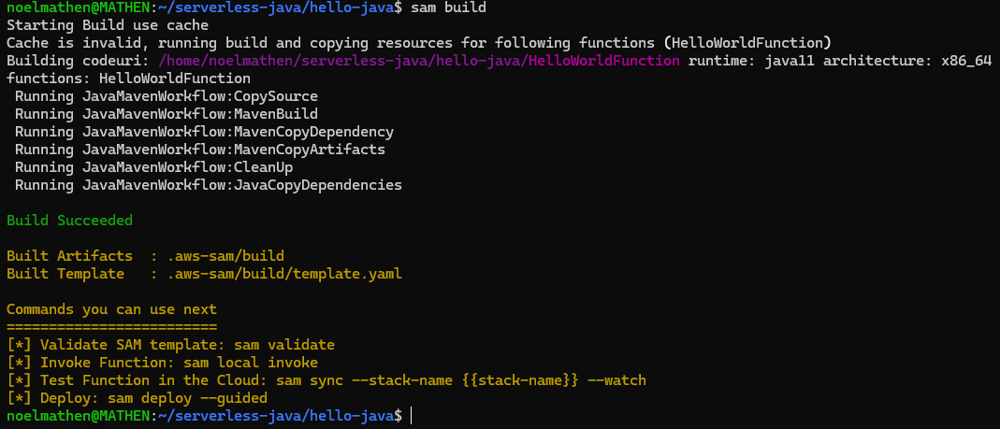 noelmathen@MATHEN:~/serverless-java/hello-java$ sam build
Starting Build use cache
Cache is invalid, running build and copying resources for following functions (HelloWorldFunction)
Building codeuri: /home/noelmathen/serverless-java/hello-java/HelloWorldFunction runtime: java11 architecture: x86_64
functions: HelloWorldFunction
 Running JavaMavenWorkflow:CopySource
 Running JavaMavenWorkflow:MavenBuild
 Running JavaMavenWorkflow:MavenCopyDependency
 Running JavaMavenWorkflow:MavenCopyArtifacts
 Running JavaMavenWorkflow:CleanUp
 Running JavaMavenWorkflow:JavaCopyDependencies
Build Succeeded
Built Artifacts  : .aws-sam/build
Built Template   : .aws-sam/build/template.yaml
Commands you can use next
=========================
[*] Validate SAM template: sam validate
[*] Invoke Function: sam local invoke
[*] Test Function in the Cloud: sam sync --stack-name {{stack-name}} --watch
[*] Deploy: sam deploy --guided
noelmathen@MATHEN:~/serverless-java/hello-java$